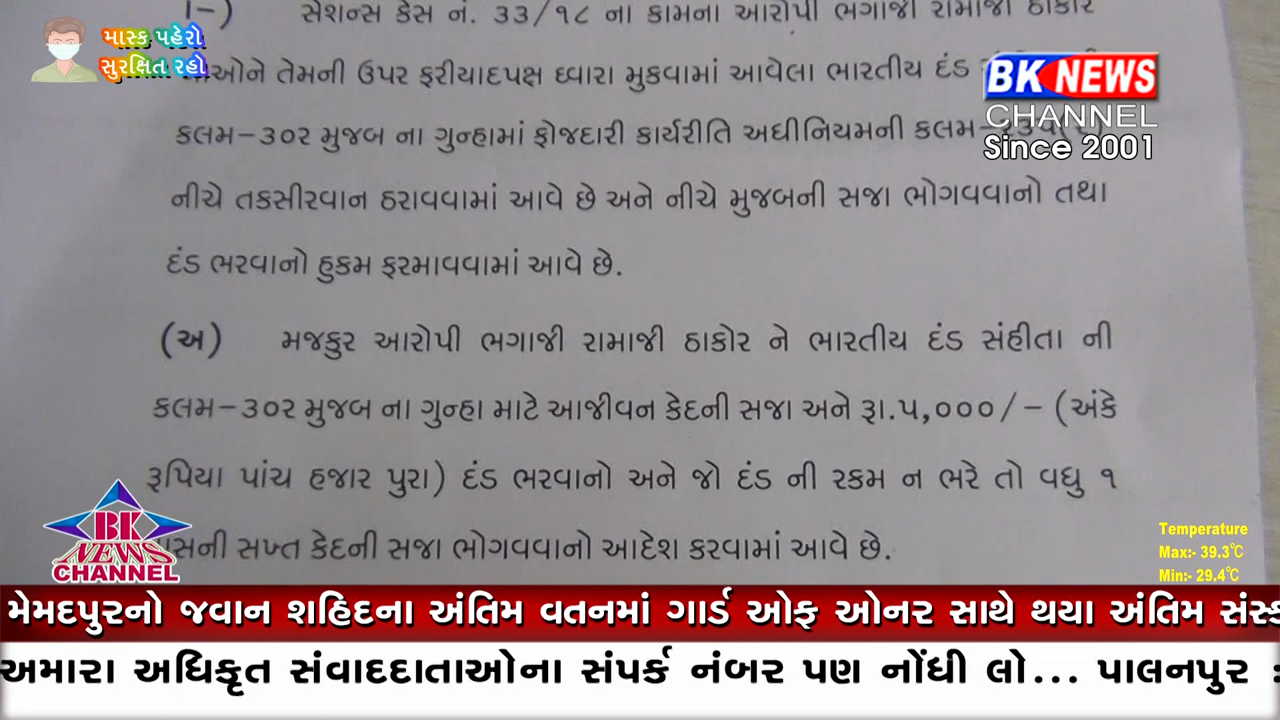 ૧-) સેશન્સ કેસ નં. ૩૩/૧૮ ના કામના આરોપી ભગાજી રામાજી ઠાકોર
માસ્ક પહેરો
સુરક્ષિત રહો
તેમની ઉપર ફરીયાદપક્ષ ધ્વારા મુકવામાં આવેલા ભારતીય દંડ
BK NEWS
CHANNEL
Since 2001
કલમ-૩૦૨ મુજબ ના ગુન્હામાં ફોજદારી કાર્યરીતિ અધીનિયમની કલમ-
નીચે તકસીરવાન ઠરાવવામાં આવે છે અને નીચે મુજબની સજા ભોગવવાનો તથા
દંડ ભરવાનો હુકમ ફરમાવવામાં આવે છે.
(અ) મજકુર આરોપી ભગાજી રામાજી ઠાકોર ને ભારતીય દંડ સંહીતા ની
કલમ-૩૦૨ મુજબ ના ગુન્હા માટે આજીવન કેદની સજા અને રૂા.૫,૦૦૦/- (અંકે
રૂપિયા પાંચ હજાર પુરા) દંડ ભરવાનો અને જો દંડ ની રકમ ન ભરે તો વધુ ૧
સખ્ત કેદની સજા ભોગવવાનો આદેશ કરવામાં આવે છે.
BK
NEWS
CHANNEL
Temperature
Max:- 39.3℃
Min:- 29.4℃
મેમદપુરનો જવાન શહિદના અંતિમ વતનમાં ગાર્ડ ઓફ ઓનર સાથે થયા અંતિમ
અમારા અધિકૃત સંવાદદાતાઓના સંપર્ક નંબર પણ નોંધી લો... પાલનપુર :